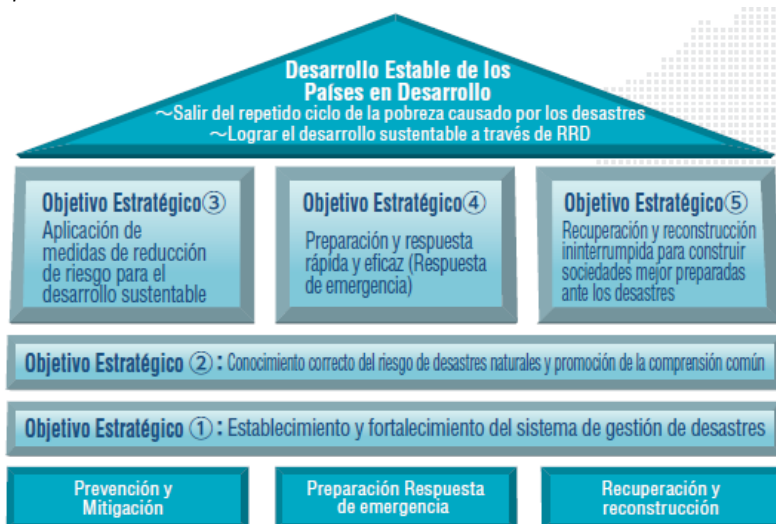 Desarrollo Estable de los
Países en Desarrollo
～Salir del repetido ciclo de la pobreza causado por los desastres
～Lograr el desarrollo sustentable a través de RRD
Objetivo Estratégico③
Aplicación de
medidas de reducción
de riesgo para el
desarrollo sustentable
Objetivo Estratégico④
Preparación y respuesta
rápida y eficaz (Respuesta
de emergencia)
Objetivo Estratégico⑤
Recuperación y reconstrucción
ininterrumpida para construir
sociedades mejor preparadas
ante los desastres
Objetivo Estratégico ②: Conocimiento correcto del riesgo de desastres naturales y promoción de la comprensión común
Objetivo Estratégico ①: Establecimiento y fortalecimiento del sistema de gestión de desastres
Prevención y
Mitigación
Preparación Respuesta
de emergencia
Recuperación y
reconstrucción